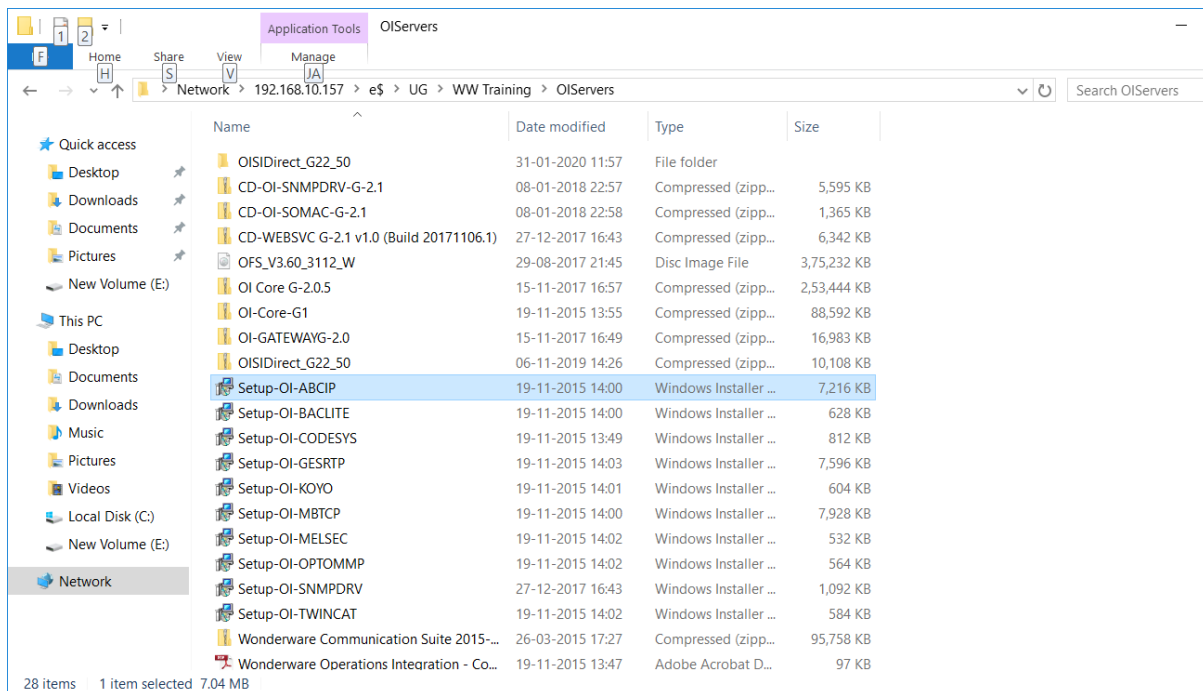 1 2 Application Tools OIServers
F Home Share View Manage
H S V JA
Network > 192.168.10.157 > e$ > UG > WW Training > OIServers Search OIServers
Name Date modified Type Size
Quick access
Desktop
Downloads
Documents
Pictures
New Volume (E:)
This PC
Desktop
Documents
Downloads
Music
Pictures
Videos
Local Disk (C:)
New Volume (E:)
Network
OISIDirect_G22_50 31-01-2020 11:57 File folder
CD-OI-SNMPDRV-G-2.1 08-01-2018 22:57 Compressed (zipp... 5,595 KB
CD-OI-SOMAC-G-2.1 08-01-2018 22:58 Compressed (zipp... 1,365 KB
CD-WEBSVC G-2.1 v1.0 (Build 20171106.1) 27-12-2017 16:43 Compressed (zipp... 6,342 KB
OFS_V3.60_3112_W 29-08-2017 21:45 Disc Image File 3,75,232 KB
OI Core G-2.0.5 15-11-2017 16:57 Compressed (zipp... 2,53,444 KB
OI-Core-G1 19-11-2015 13:55 Compressed (zipp... 88,592 KB
OI-GATEWAYG-2.0 15-11-2017 16:49 Compressed (zipp... 16,983 KB
OISIDirect_G22_50 06-11-2019 14:26 Compressed (zipp... 10,108 KB
Setup-OI-ABCIP 19-11-2015 14:00 Windows Installer ... 7,216 KB
Setup-OI-BACLITE 19-11-2015 14:00 Windows Installer ... 628 KB
Setup-OI-CODESYS 19-11-2015 13:49 Windows Installer ... 812 KB
Setup-OI-GESRTP 19-11-2015 14:03 Windows Installer ... 7,596 KB
Setup-OI-KOYO 19-11-2015 14:01 Windows Installer ... 604 KB
Setup-OI-MBTCP 19-11-2015 14:00 Windows Installer ... 7,928 KB
Setup-OI-MELSEC 19-11-2015 14:02 Windows Installer ... 532 KB
Setup-OI-OPTOMMP 19-11-2015 14:02 Windows Installer ... 564 KB
Setup-OI-SNMPDRV 27-12-2017 16:43 Windows Installer ... 1,092 KB
Setup-OI-TWINCAT 19-11-2015 14:02 Windows Installer ... 584 KB
Wonderware Communication Suite 2015-... 26-03-2015 17:27 Compressed (zipp... 95,758 KB
Wonderware Operations Integration - Co... 19-11-2015 13:47 Adobe Acrobat D... 97 KB
28 items 1 item selected 7.04 MB